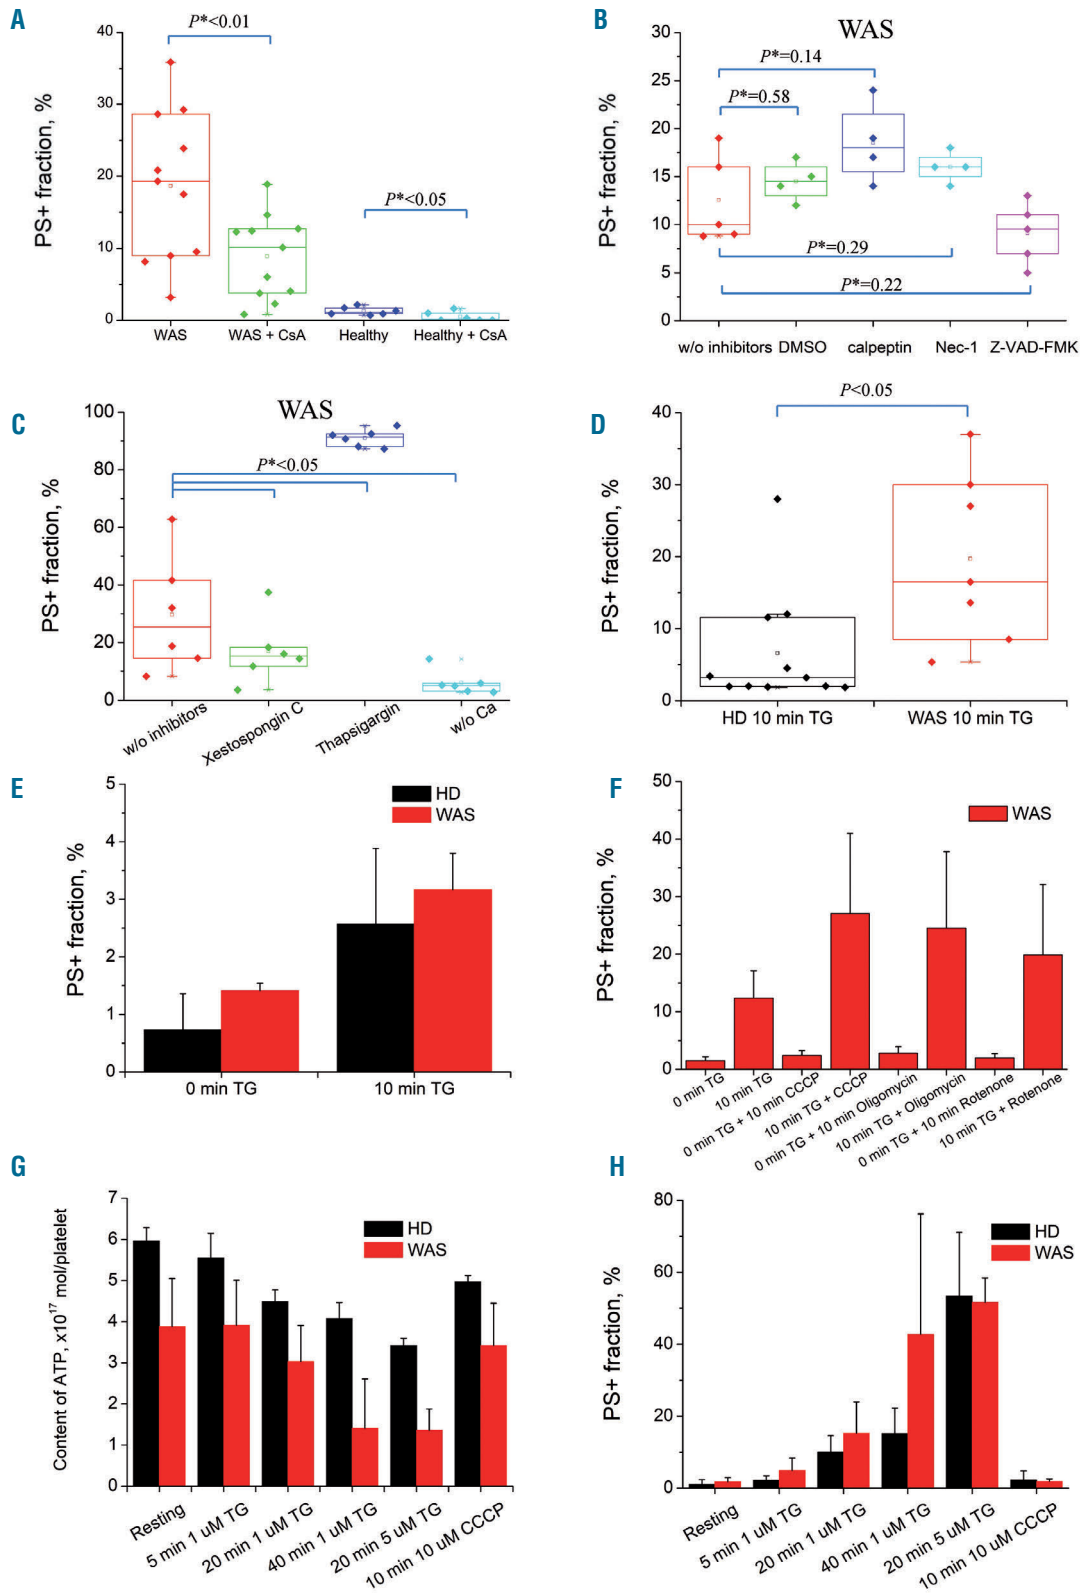 A
P*<0.01
40
30
20
10
0
PS+ fraction, %
P*<0.05
WAS
WAS + CsA
Healthy
Healthy + CsA
B
WAS
P*=0.14
P*=0.58
P*=0.29
P*=0.22
30
25
20
15
10
5
0
PS+ fraction, %
w/o inhibitors
DMSO
calpeptin
Nec-1
Z-VAD-FMK
C
WAS
P*<0.05
100
80
60
40
20
0
PS+ fraction, %
w/o inhibitors
Xestospongin C
Thapsigargin
w/o Ca
D
P<0.05
40
30
20
10
0
PS+ fraction, %
HD 10 min TG
WAS 10 min TG
E
5
4
3
2
1
0
PS+ fraction, %
HD
WAS
0 min TG
10 min TG
F
50
40
30
20
10
0
PS+ fraction, %
WAS
0 min TG
10 min TG
0 min TG + 10 min CCCP
10 min TG + CCCP
0 min TG + 10 min Oligomycin
10 min TG + Oligomycin
0 min TG + 10 min Rotenone
10 min TG + Rotenone
G
7
6
5
4
3
2
1
0
Content of ATP, x10¹⁷ mol/platelet
HD
WAS
Resting
5 min 1 uM TG
20 min 1 uM TG
40 min 1 uM TG
20 min 5 uM TG
10 min 10 uM CCCP
H
80
60
40
20
0
PS+ fraction, %
HD
WAS
Resting
5 min 1 uM TG
20 min 1 uM TG
40 min 1 uM TG
20 min 5 uM TG
10 min 10 uM CCCP